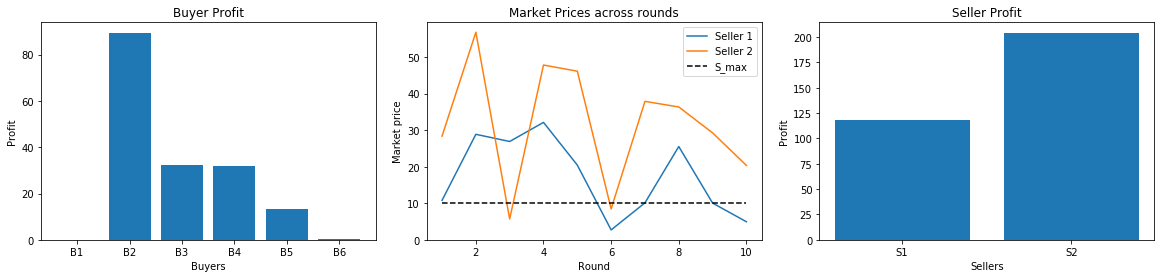 Buyer Profit
Profit
80
60
40
20
0
B1 B2 B3 B4 B5 B6
Buyers
Market Prices across rounds
Market price
50
40
30
20
10
0
Seller 1
Seller 2
S_max
2 4 6 8 10
Round
Seller Profit
Profit
200
175
150
125
100
75
50
25
0
S1 S2
Sellers